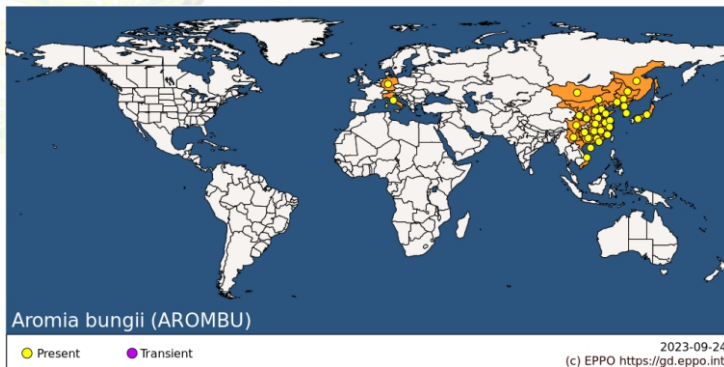 Aromia bungii (AROMBU)
Present
Transient
2023-09-24
(c) EPPO https://gd.eppo.int